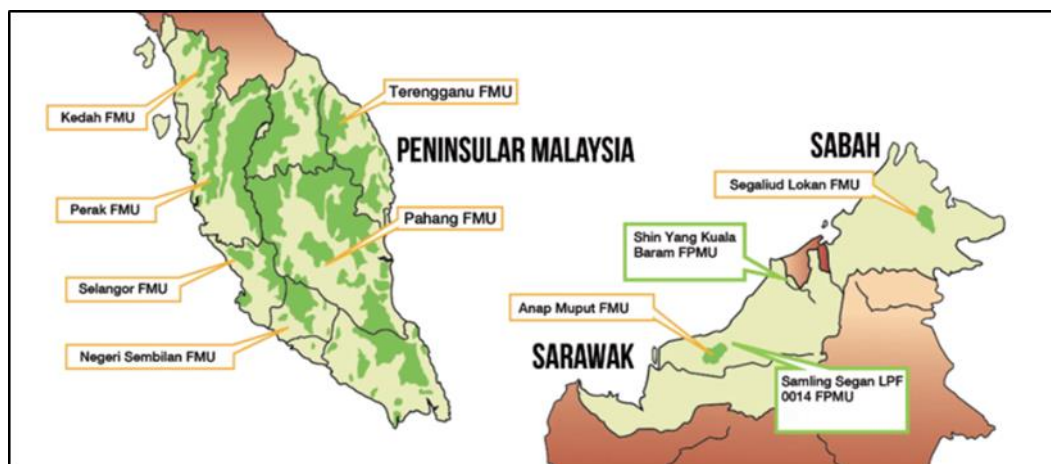 Kedah FMU
Terengganu FMU
PENINSULAR MALAYSIA
Perak FMU
Pahang FMU
Selangor FMU
Negeri Sembilan FMU
SABAH
Segaliud Lokan FMU
Shin Yang Kuala
Baram FPMU
Anap Muput FMU
SARAWAK
Samling Segan LPF
0014 FPMU